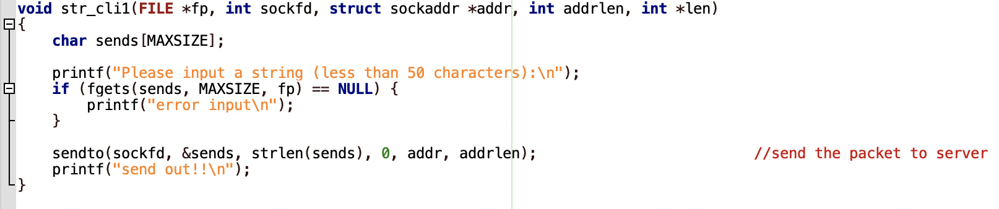 void str_cli1(FILE *fp, int sockfd, struct sockaddr *addr, int addrlen, int *len)
{
    char sends[MAXSIZE];

    printf("Please input a string (less than 50 characters):\n");
    if (fgets(sends, MAXSIZE, fp) == NULL) {
        printf("error input\n");
    }

    sendto(sockfd, &sends, strlen(sends), 0, addr, addrlen);                         //send the packet to server
    printf("send out!!\n");
}